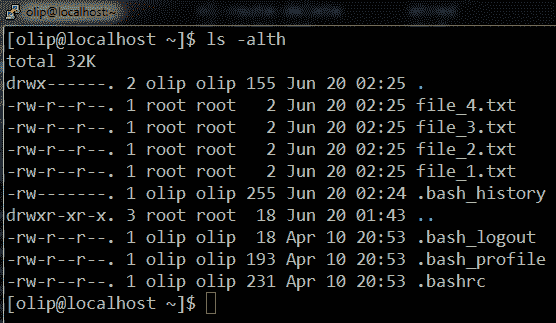 olip@localhost:~
[olip@localhost ~]$ ls -alth
total 32K
drwx------. 2 olip olip 155 Jun 20 02:25 .
-rw-r--r--. 1 root root   2 Jun 20 02:25 file_4.txt
-rw-r--r--. 1 root root   2 Jun 20 02:25 file_3.txt
-rw-r--r--. 1 root root   2 Jun 20 02:25 file_2.txt
-rw-r--r--. 1 root root   2 Jun 20 02:25 file_1.txt
-rw-------. 1 olip olip 255 Jun 20 02:24 .bash_history
drwxr-xr-x. 3 root root  18 Jun 20 01:43 ..
-rw-r--r--. 1 olip olip  18 Apr 10 20:53 .bash_logout
-rw-r--r--. 1 olip olip 193 Apr 10 20:53 .bash_profile
-rw-r--r--. 1 olip olip 231 Apr 10 20:53 .bashrc
[olip@localhost ~]$